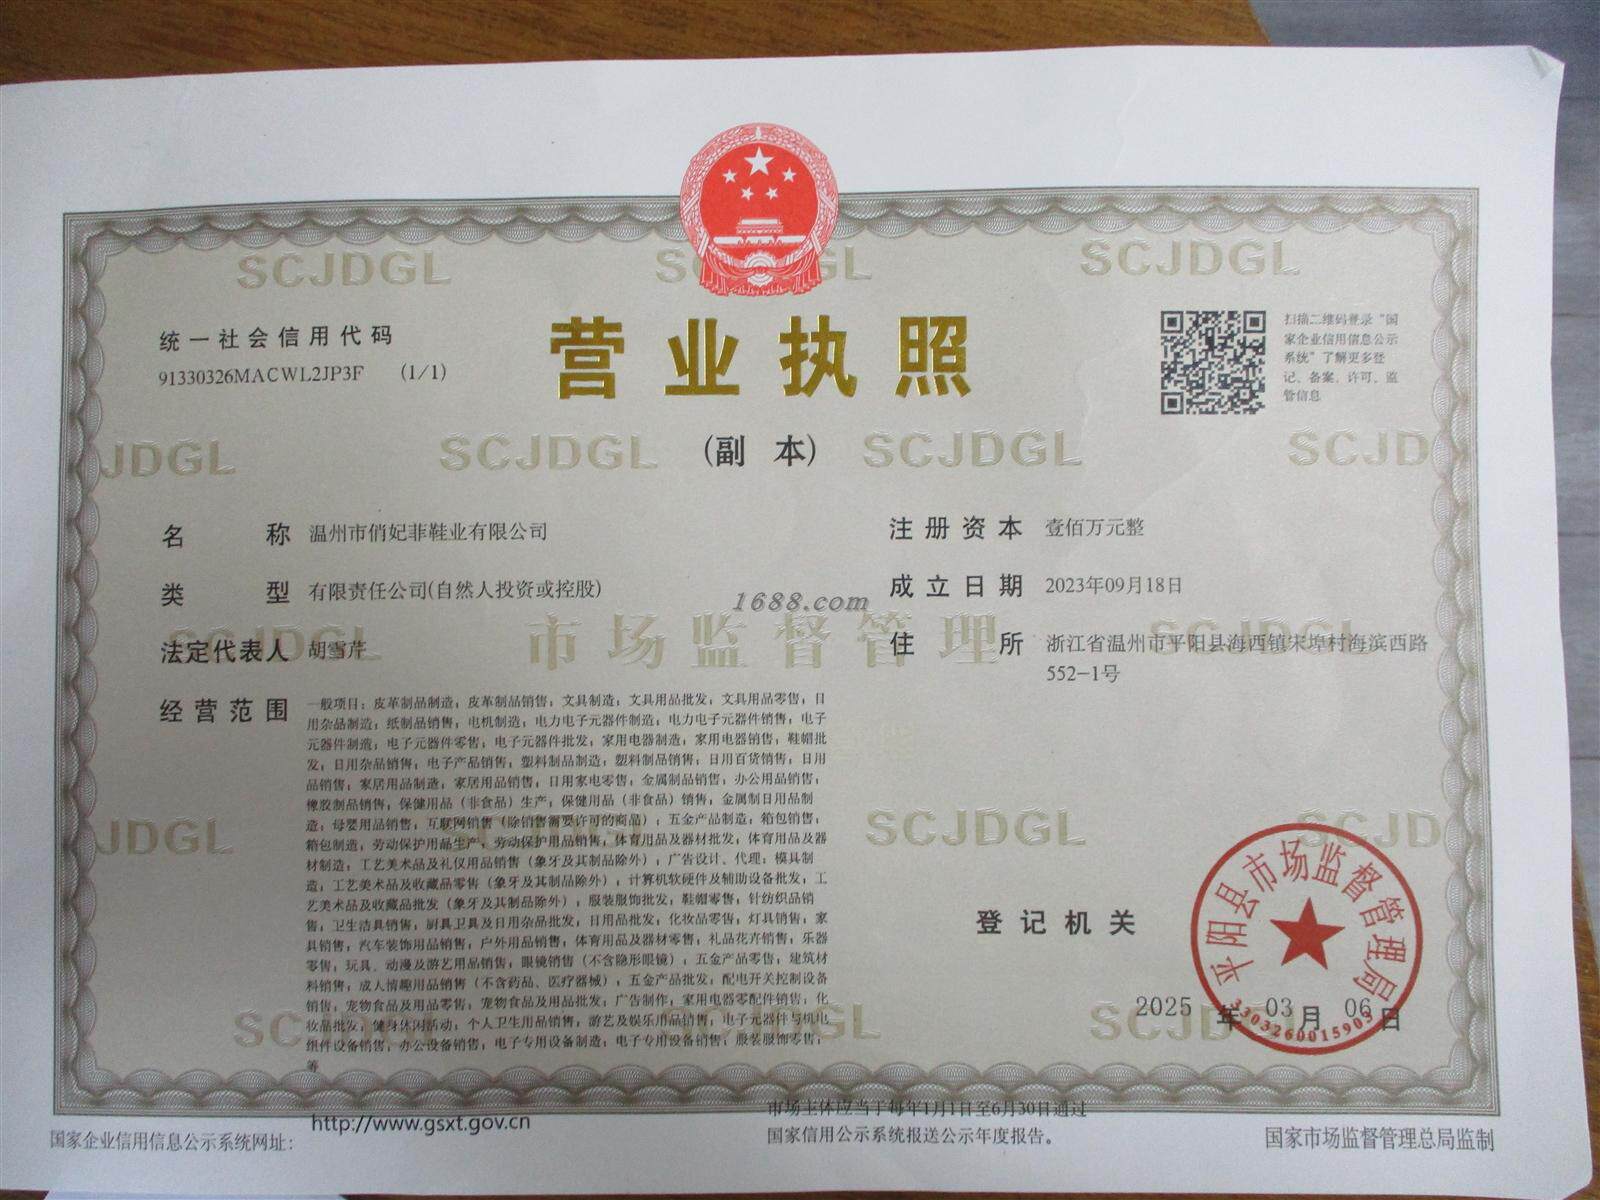 SCJDGL
SCJDGL
统一社会信用代码
91330326MACWL2JP3F (1/1)
营业执照
(副 本)
扫描二维码登录“国
家企业信用信息公示
系统”了解更多登
记、备案、许可、监
管信息
JDGL
SCJDGL
SCJDGL
SCJD
名 称 温州市俏妃菲鞋业有限公司
类 型 有限责任公司(自然人投资或控股)
法定代表人 胡雪芹
经营范围 一般项目：皮革制品制造；皮革制品销售；文具制造；文具用品批发；文具用品零售；日
用杂品制造；纸制品销售；电机制造；电力电子元器件制造；电力电子元器件销售；电子
元器件制造；电子元器件零售；电子元器件批发；家用电器制造；家用电器销售；鞋帽批
发；日用杂品销售；电子产品销售；塑料制品制造；塑料制品销售；日用百货销售；日用
品销售；家居用品制造；家居用品销售；日用家电零售；金属制品销售；办公用品销售；
橡胶制品销售；保健用品（非食品）生产；保健用品（非食品）销售；金属制日用品制
造；母婴用品销售；互联网销售（除销售需要许可的商品）；五金产品制造；箱包销售；
箱包制造；劳动保护用品生产；劳动保护用品销售；体育用品及器材批发；体育用品及器
材制造；工艺美术品及礼仪用品销售（象牙及其制品除外）；广告设计、代理；模具制
造；工艺美术品及收藏品零售（象牙及其制品除外）；计算机软硬件及辅助设备批发；工
艺美术品及收藏品批发（象牙及其制品除外）；服装服饰批发；鞋帽零售；针纺织品销
售；卫生洁具销售；厨具卫具及日用杂品批发；日用品批发；化妆品零售；灯具销售；家
具销售；汽车装饰用品销售；户外用品销售；体育用品及器材零售；礼品花卉销售；乐器
零售；玩具、动漫及游艺用品销售；眼镜销售（不含隐形眼镜）；五金产品零售；建筑材
料销售；成人情趣用品销售（不含药品、医疗器械）；五金产品批发；配电开关控制设备
销售；宠物食品及用品零售；宠物食品及用品批发；广告制作；家用电器零配件销售；化
妆品批发；健身休闲活动；个人卫生用品销售；游艺及娱乐用品销售；电子元器件与机电
组件设备销售；办公设备销售；电子专用设备制造；电子专用设备销售；服装服饰零售；
等
注册资本 壹佰万元整
成立日期 2023年09月18日
住 所 浙江省温州市平阳县海西镇宋埠村海滨西路
552-1号
1688.com
市场监督管理
SCJDGL
JDGL
SCJDGL
登记机关
平阳县市场监督管理局
3303260015903
2025 年 03 月 06 日
SCJDGL
国家企业信用信息公示系统网址：
http://www.gsxt.gov.cn
市场主体应当于每年1月1日至6月30日通过
国家信用公示系统报送公示年度报告。
国家市场监督管理总局监制